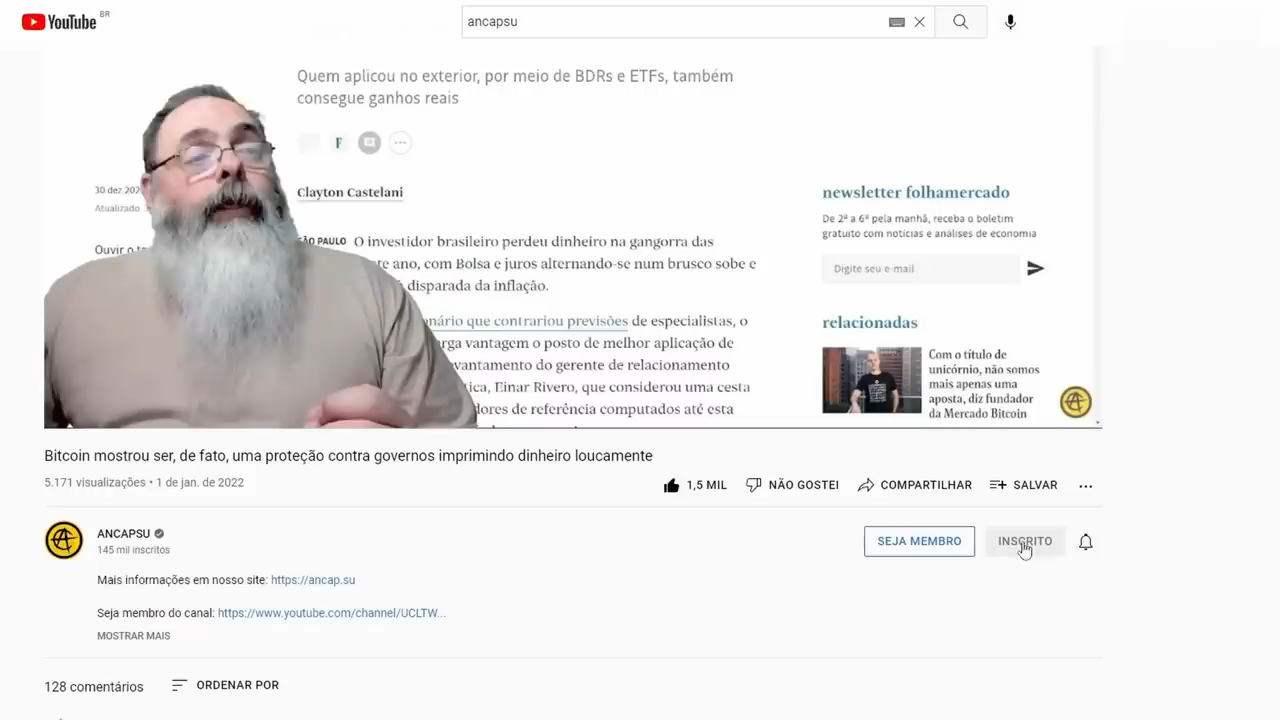 YouTube BR
ancapsu
Quem aplicou no exterior, por meio de BDRs e ETFs, também
consegue ganhos reais
F
30 dez.202
Atualizado
Ouvir o te
Clayton Castelani
SÃO PAULO O investidor brasileiro perdeu dinheiro na gangorra das
te ano, com Bolsa e juros alternando-se num brusco sobe e
disparada da inflação.
nário que contrariou previsões de especialistas, o
rga vantagem o posto de melhor aplicação de
vantamento do gerente de relacionamento
tica, Einar Rivero, que considerou uma cesta
dores de referência computados até esta
newsletter folhamercado
De 2ª a 6ª pela manhã, receba o boletim
gratuito com notícias e análises de economia
Digite seu e-mail
relacionadas
Com o título de
unicórnio, não somos
mais apenas uma
aposta, diz fundador
da Mercado Bitcoin
Bitcoin mostrou ser, de fato, uma proteção contra governos imprimindo dinheiro loucamente
5.171 visualizações • 1 de jan. de 2022
1,5 MIL NÃO GOSTEI COMPARTILHAR SALVAR
ANCAPSU
145 mil inscritos
SEJA MEMBRO INSCRITO
Mais informações em nosso site: https://ancap.su
Seja membro do canal: https://www.youtube.com/channel/UCLTW...
MOSTRAR MAIS
128 comentários ORDENAR POR